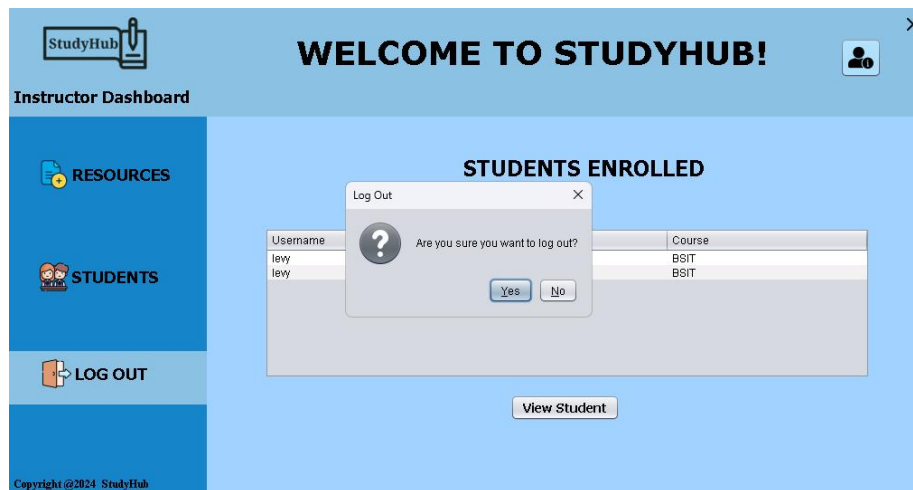 StudyHub
WELCOME TO STUDYHUB!
Instructor Dashboard
RESOURCES
STUDENTS
LOG OUT
Copyright @2024 StudyHub
STUDENTS ENROLLED
Log Out
Are you sure you want to log out?
Yes No
Username Course
levy BSIT
levy BSIT
View Student